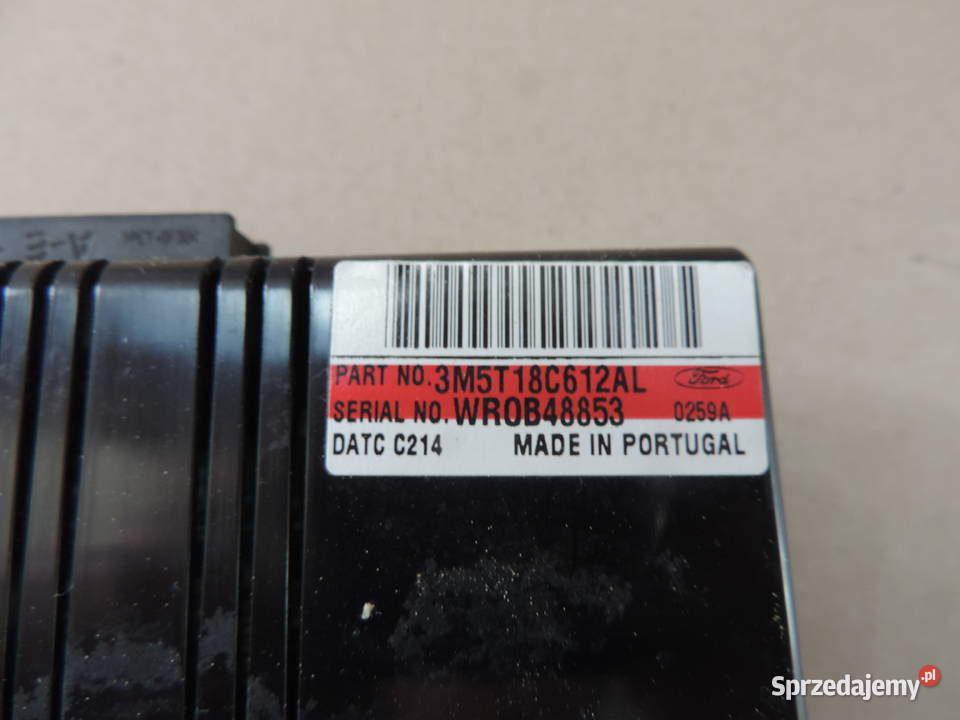 PART NO. 3M5T18C612AL Ford
SERIAL NO. WR0B48853 0259A
DATC C214 MADE IN PORTUGAL
Sprzedajemy.pl